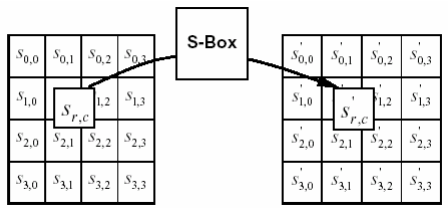 S-Box
S0,0 S0,1 S0,2 S0,3
S1,0 1,2 S1,3
Sr,c
S2,0 S2,1 S2,2 S2,3
S3,0 S3,1 S3,2 S3,3
S'0,0 S'0,1 S'0,2 S'0,3
S'1,0 1,2 S'1,3
S'r,c
S'2,0 S'2,1 S'2,2 S'2,3
S'3,0 S'3,1 S'3,2 S'3,3